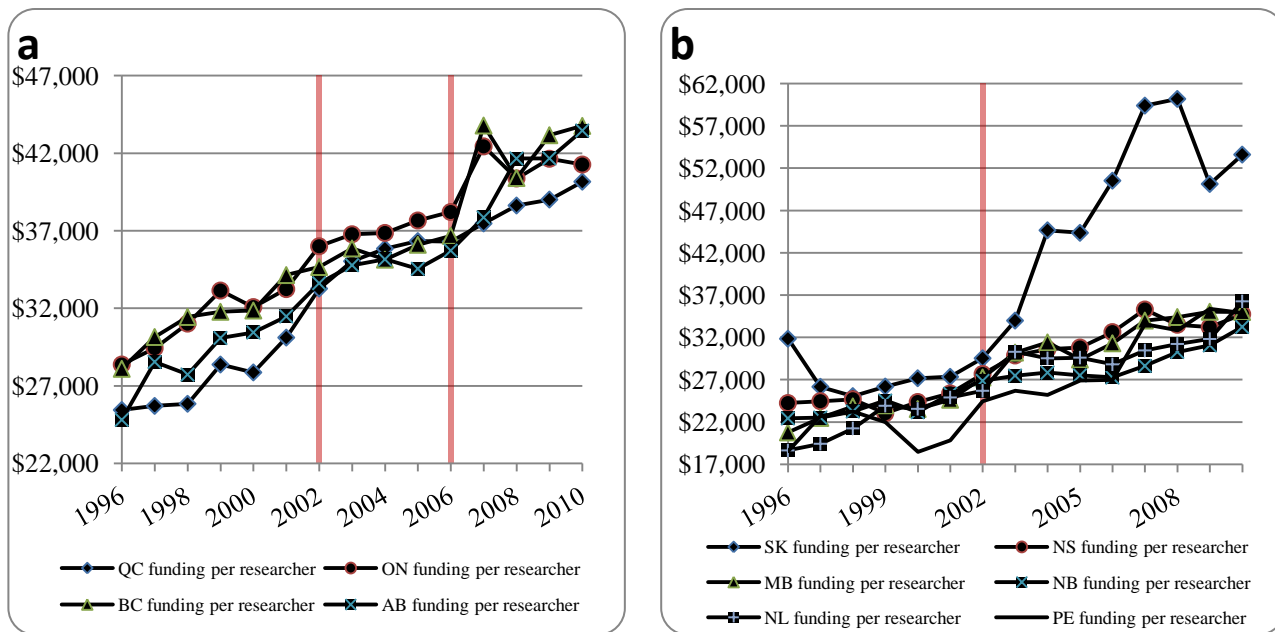 a
$47,000
$42,000
$37,000
$32,000
$27,000
$22,000
1996 1998 2000 2002 2004 2006 2008 2010
QC funding per researcher ON funding per researcher
BC funding per researcher AB funding per researcher
b
$62,000
$57,000
$52,000
$47,000
$42,000
$37,000
$32,000
$27,000
$22,000
$17,000
1996 1999 2002 2005 2008
SK funding per researcher NS funding per researcher
MB funding per researcher NB funding per researcher
NL funding per researcher PE funding per researcher